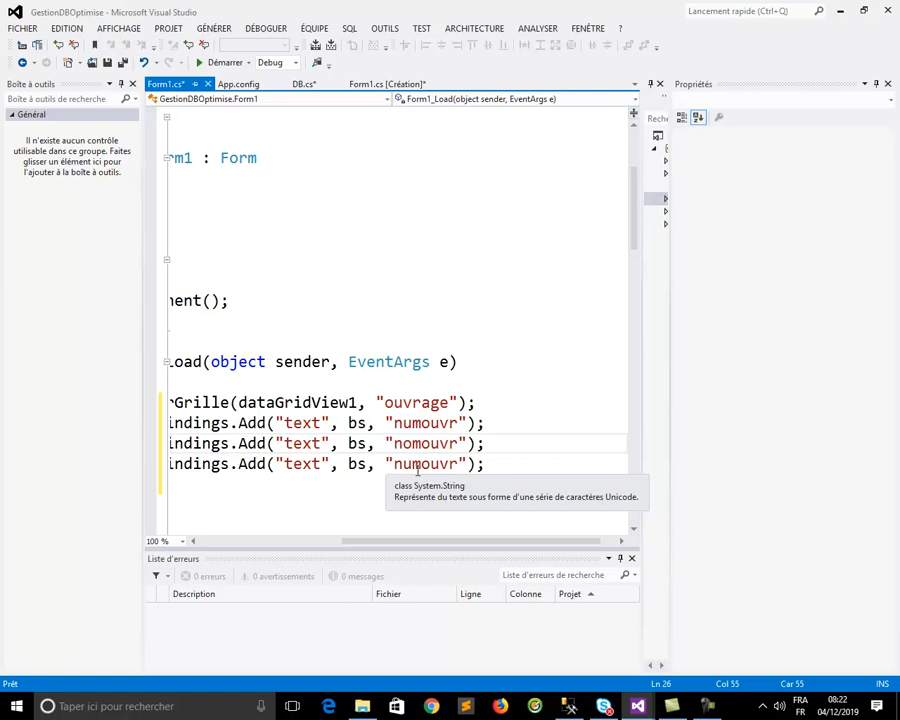 GestionDBOptimise - Microsoft Visual Studio
Lancement rapide (Ctrl+Q)
FICHIER EDITION AFFICHAGE PROJET GÉNÉRER DÉBOGUER ÉQUIPE SQL OUTILS TEST ARCHITECTURE ANALYSER FENÊTRE ?
Démarrer Debug
Boîte à outils
Form1.cs* App.config DB.cs* Form1.cs [Création]*
Propriétés
Boîte à outils de recherche
GestionDBOptimise.Form1
Form1_Load(object sender, EventArgs e)
Général
Reche
Il n'existe aucun contrôle
utilisable dans ce groupe. Faites
glisser un élément ici pour
l'ajouter à la boîte à outils.
rm1 : Form
nent();
Load(object sender, EventArgs e)
rGrille(dataGridView1, "ouvrage");
indings.Add("text", bs, "numouvr");
indings.Add("text", bs, "nomouvr");
indings.Add("text", bs, "numouvr");
class System.String
Représente du texte sous forme d'une série de caractères Unicode.
100 %
Liste d'erreurs
0 erreurs 0 avertissements 0 messages
Liste d'erreurs de recherche
Description Fichier Ligne Colonne Projet
Prêt
Ln 26 Col 55 Car 55 INS
Taper ici pour rechercher
FRA
FR
08:22
04/12/2019